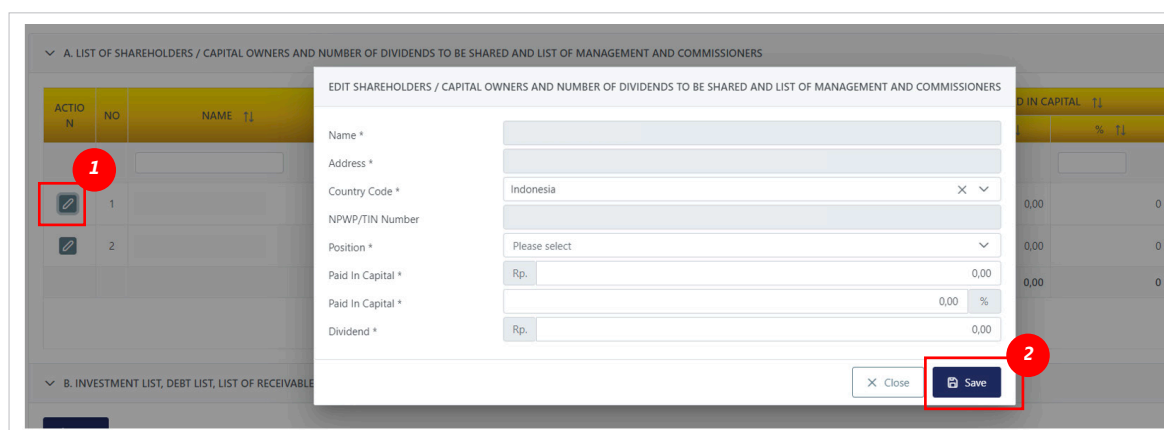 A. LIST OF SHAREHOLDERS / CAPITAL OWNERS AND NUMBER OF DIVIDENDS TO BE SHARED AND LIST OF MANAGEMENT AND COMMISSIONERS
EDIT SHAREHOLDERS / CAPITAL OWNERS AND NUMBER OF DIVIDENDS TO BE SHARED AND LIST OF MANAGEMENT AND COMMISSIONERS
ACTIO
N
NO
NAME
D IN CAPITAL
%
Name *
Address *
Country Code * Indonesia
NPWP/TIN Number
Position * Please select
Paid In Capital * Rp. 0,00
Paid In Capital * 0,00 %
Dividend * Rp. 0,00
1
1 0,00 0
2 0,00 0
0,00 0
2
Close Save
B. INVESTMENT LIST, DEBT LIST, LIST OF RECEIVABLE